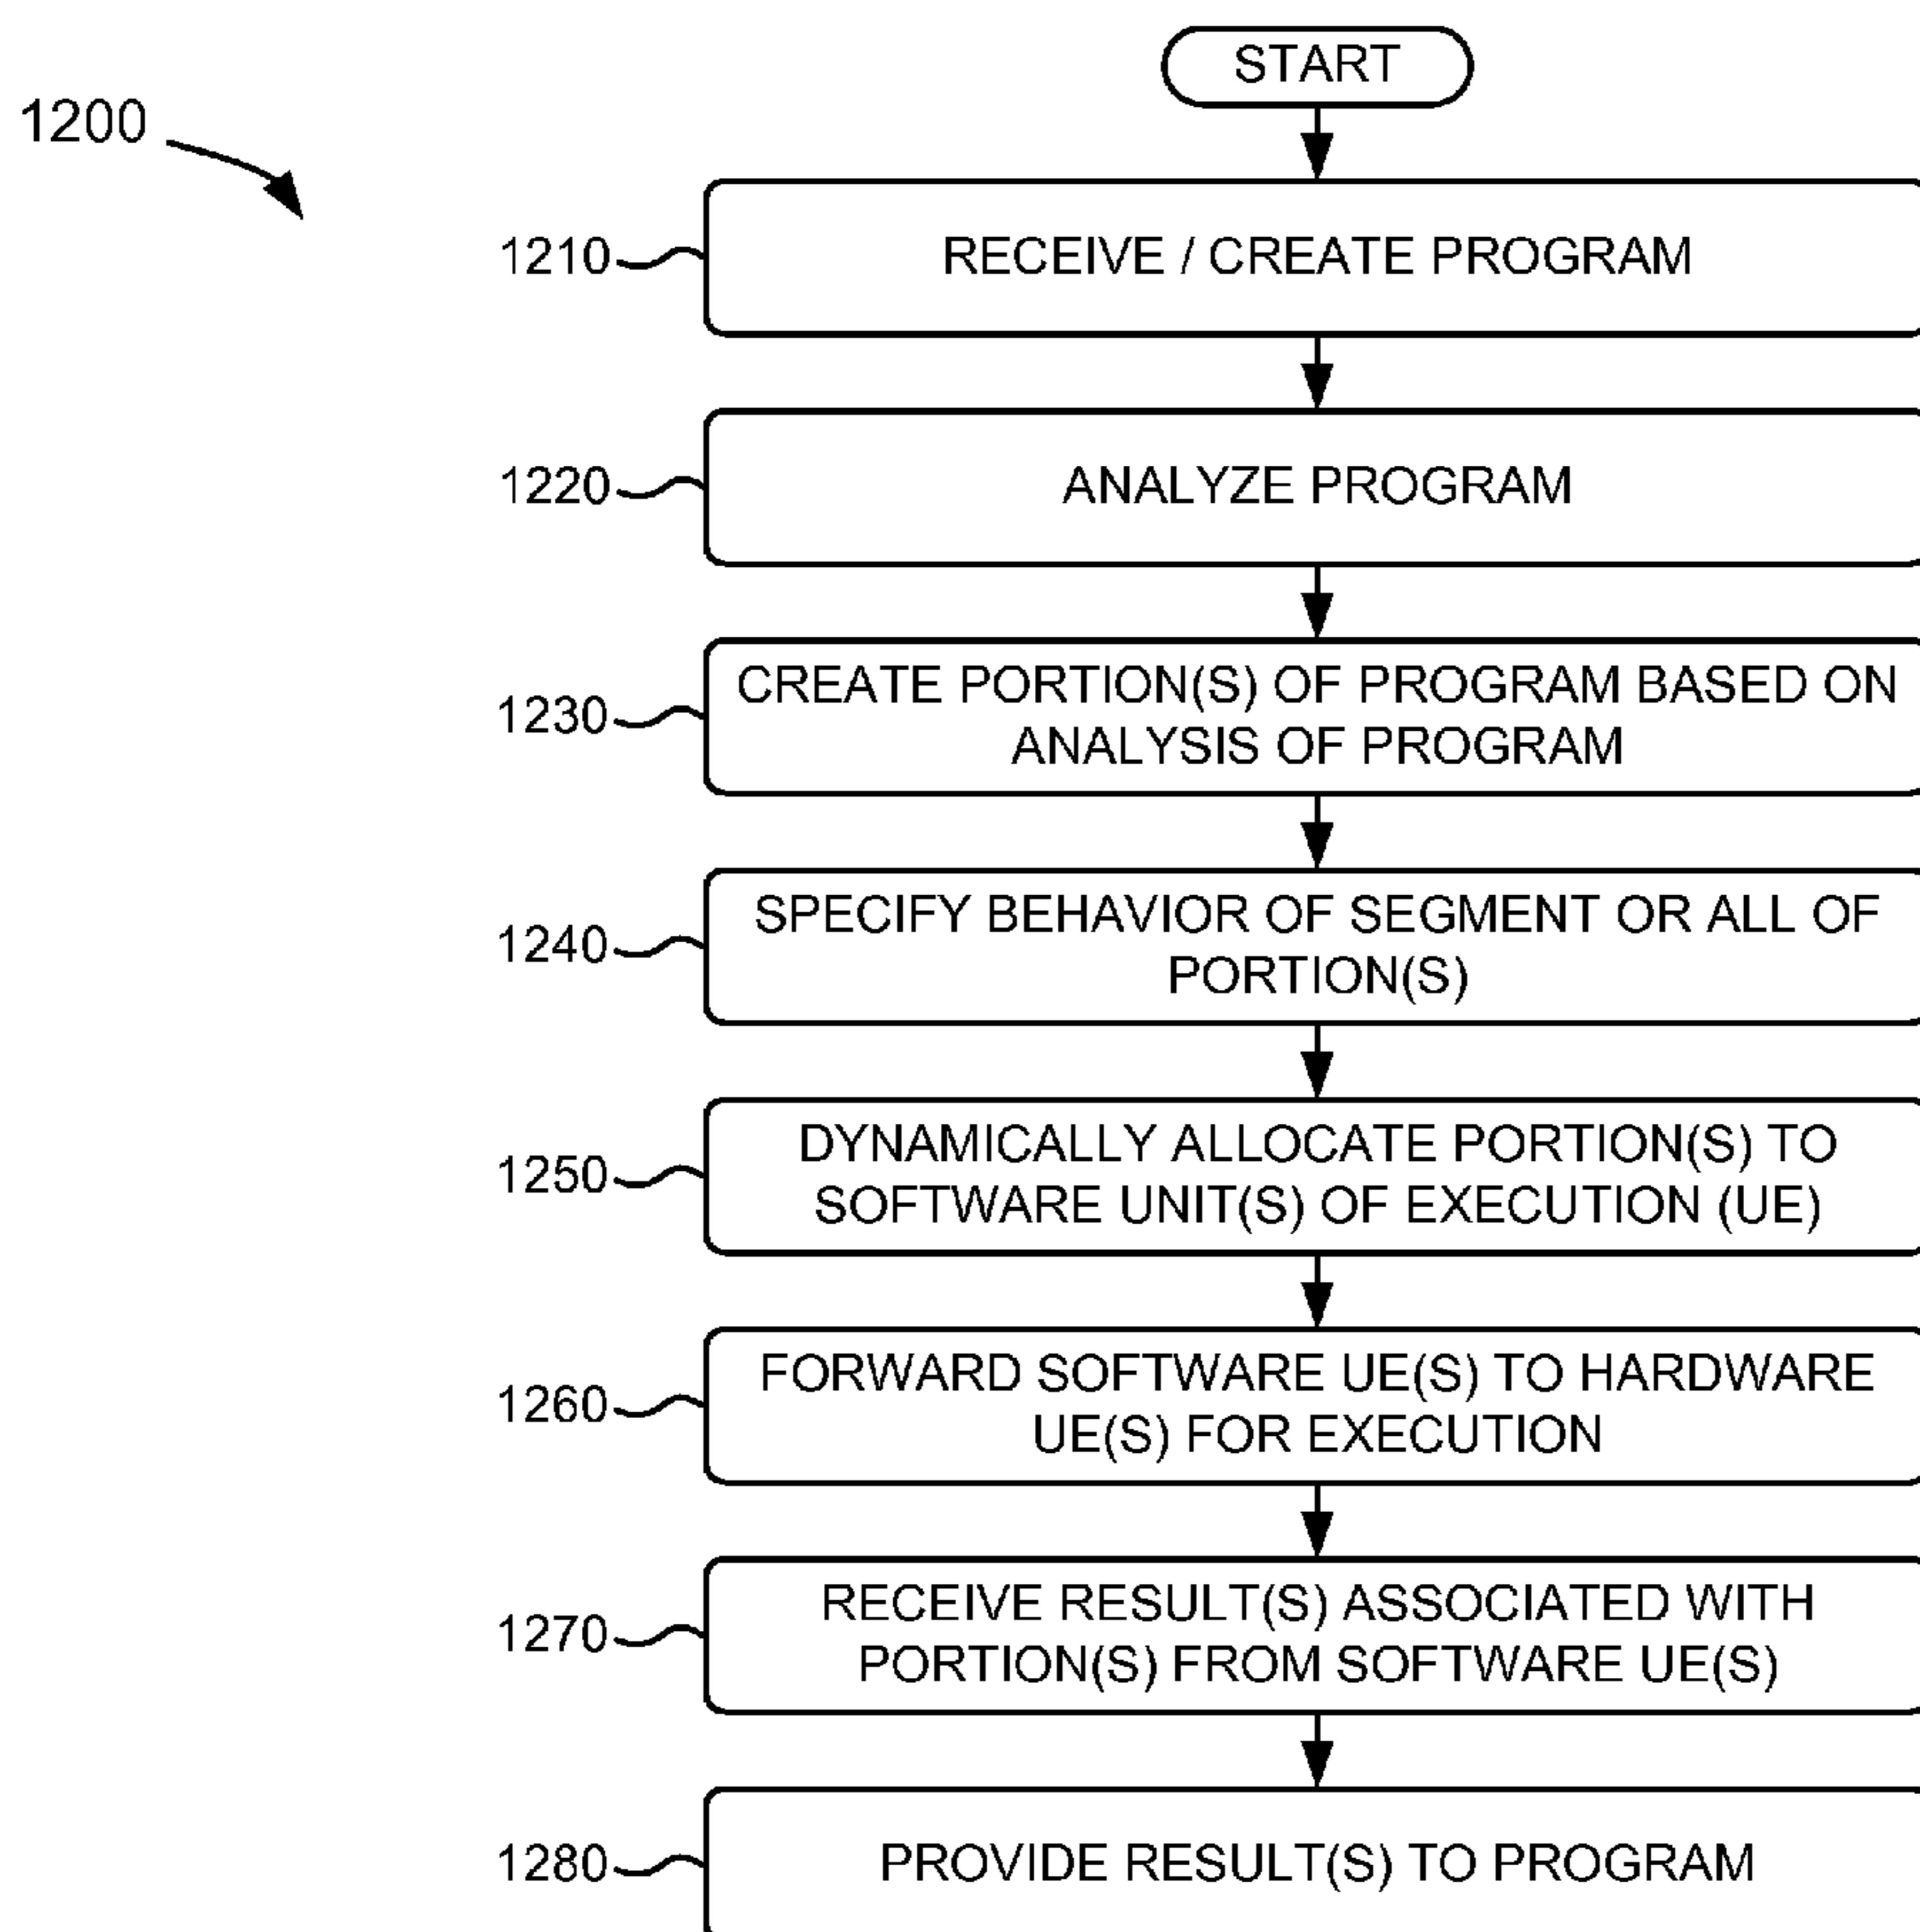 START
1200
1210
RECEIVE / CREATE PROGRAM
1220
ANALYZE PROGRAM
1230
CREATE PORTION(S) OF PROGRAM BASED ON
ANALYSIS OF PROGRAM
1240
SPECIFY BEHAVIOR OF SEGMENT OR ALL OF
PORTION(S)
1250
DYNAMICALLY ALLOCATE PORTION(S) TO
SOFTWARE UNIT(S) OF EXECUTION (UE)
1260
FORWARD SOFTWARE UE(S) TO HARDWARE
UE(S) FOR EXECUTION
1270
RECEIVE RESULT(S) ASSOCIATED WITH
PORTION(S) FROM SOFTWARE UE(S)
1280
PROVIDE RESULT(S) TO PROGRAM